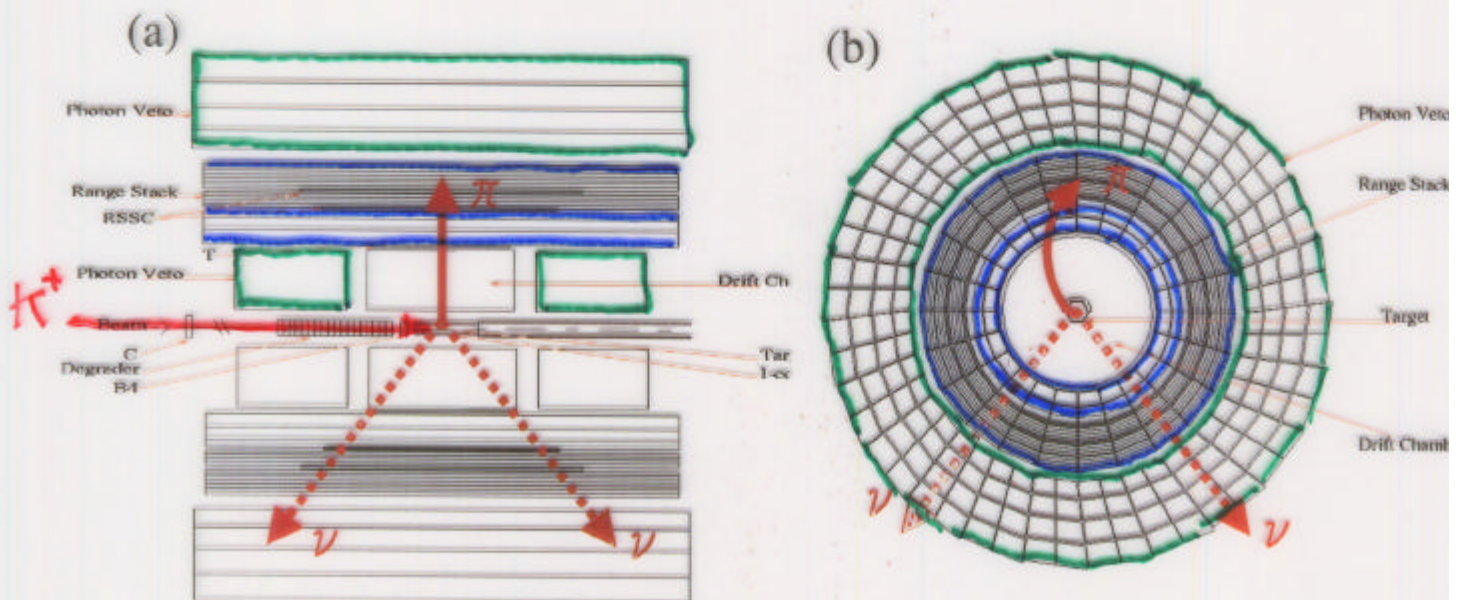 (a)
Photon Veto
π
Range Stack
RSSC
T
Photon Veto
Drift Ch
K+
Beam
C
Degrader
B4
Tar
ν
ν
(b)
Photon Veto
π
Range Stack
Target
Drift Chamb
ν
ν